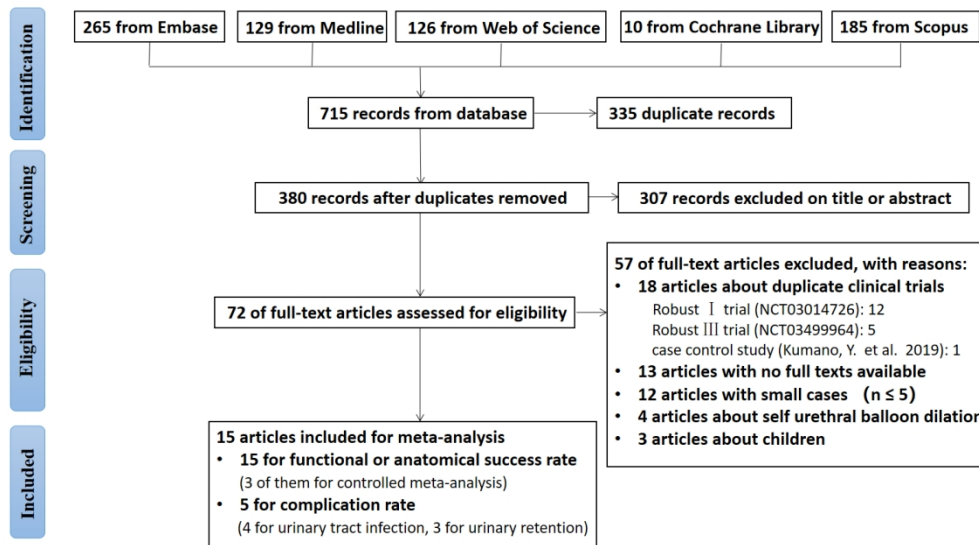 Identification
265 from Embase
129 from Medline
126 from Web of Science
10 from Cochrane Library
185 from Scopus
715 records from database
335 duplicate records
Screening
380 records after duplicates removed
307 records excluded on title or abstract
Eligibility
72 of full-text articles assessed for eligibility
57 of full-text articles excluded, with reasons:
• 18 articles about duplicate clinical trials
Robust Ⅰ trial (NCT03014726): 12
Robust Ⅲ trial (NCT03499964): 5
case control study (Kumano, Y. et al. 2019): 1
• 13 articles with no full texts available
• 12 articles with small cases (n ≤ 5)
• 4 articles about self urethral balloon dilation
• 3 articles about children
Included
15 articles included for meta-analysis
• 15 for functional or anatomical success rate
(3 of them for controlled meta-analysis)
• 5 for complication rate
(4 for urinary tract infection, 3 for urinary retention)